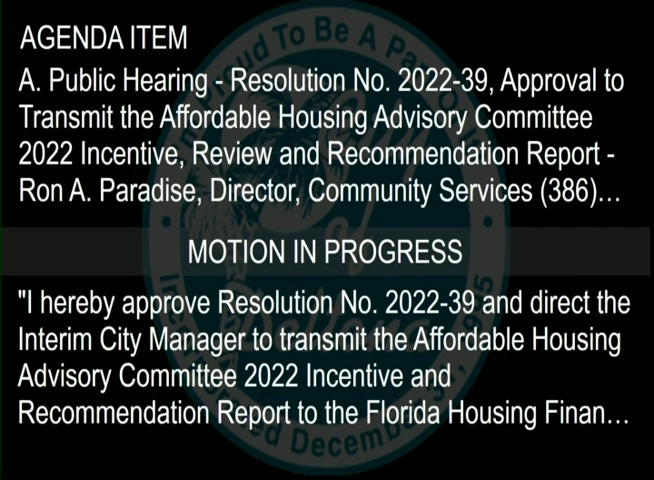 AGENDA ITEM
A. Public Hearing - Resolution No. 2022-39, Approval to
Transmit the Affordable Housing Advisory Committee
2022 Incentive, Review and Recommendation Report -
Ron A. Paradise, Director, Community Services (386)...
MOTION IN PROGRESS
"I hereby approve Resolution No. 2022-39 and direct the
Interim City Manager to transmit the Affordable Housing
Advisory Committee 2022 Incentive and
Recommendation Report to the Florida Housing Finan...